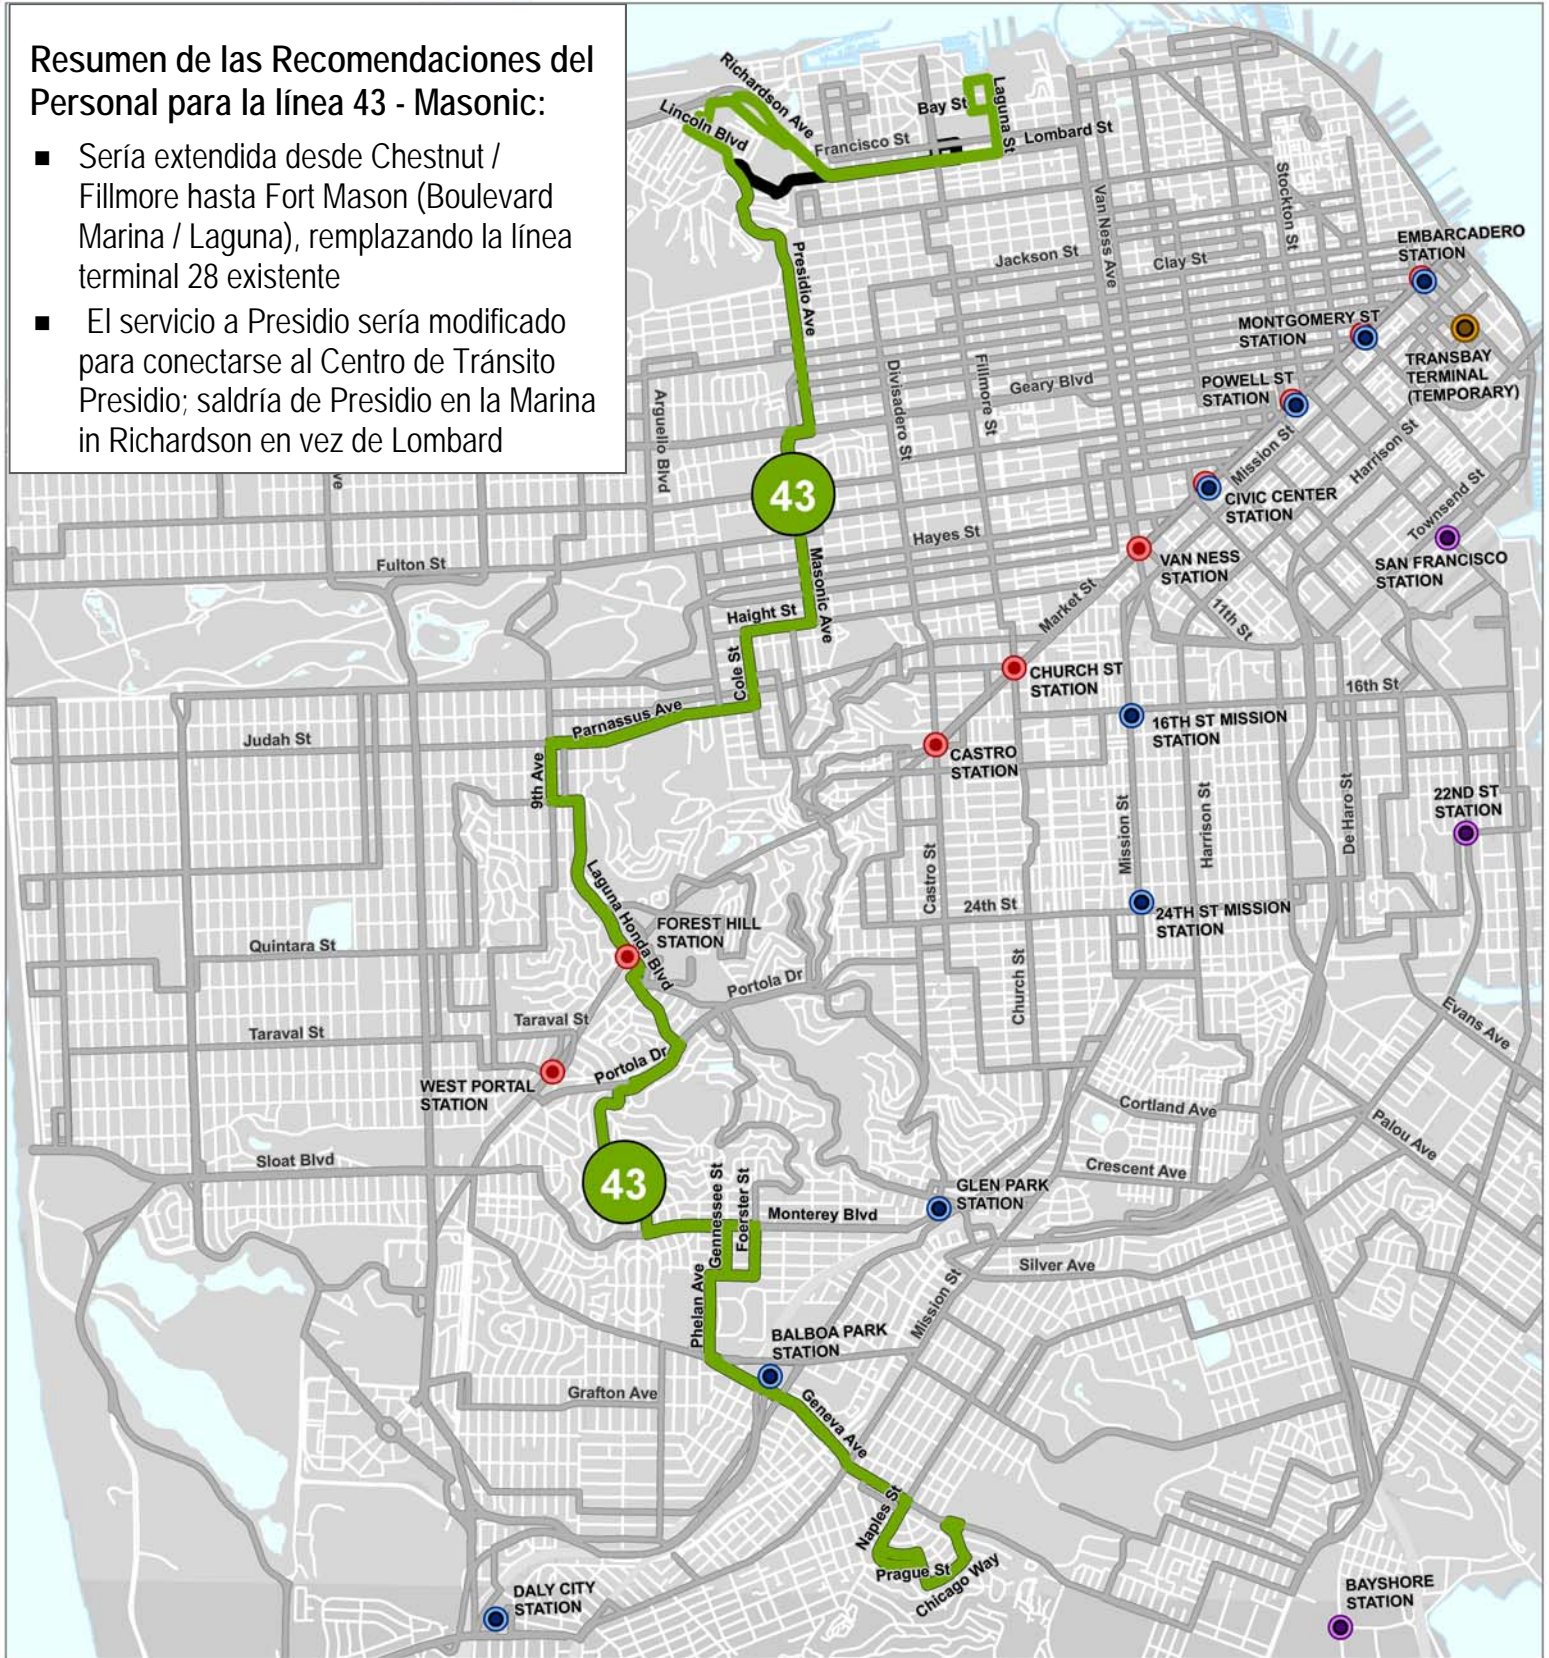 Resumen de las Recomendaciones del
Personal para la línea 43 - Masonic:
■ Sería extendida desde Chestnut /
Fillmore hasta Fort Mason (Boulevard
Marina / Laguna), remplazando la línea
terminal 28 existente
■ El servicio a Presidio sería modificado
para conectarse al Centro de Tránsito
Presidio; saldría de Presidio en la Marina
in Richardson en vez de Lombard
Richardson Ave
Lincoln Blvd
Bay St
Laguna St
Francisco St
Lombard St
Stockton St
Van Ness Ave
Presidio Ave
Jackson St
Clay St
EMBARCADERO
STATION
MONTGOMERY ST
STATION
TRANSBAY
TERMINAL
(TEMPORARY)
POWELL ST
STATION
Geary Blvd
Fillmore St
Divisadero St
Arguello Blvd
Mission St
Harrison St
Townsend St
43
ve
CIVIC CENTER
STATION
Hayes St
Masonic Ave
Fulton St
VAN NESS
STATION
SAN FRANCISCO
STATION
Market St
11th St
Haight St
Cole St
CHURCH ST
STATION
16th St
Parnassus Ave
16TH ST MISSION
STATION
Judah St
CASTRO
STATION
9th Ave
22ND ST
STATION
Mission St
Harrison St
De Haro St
Castro St
Laguna Honda Blvd
24th St
24TH ST MISSION
STATION
FOREST HILL
STATION
Quintara St
Church St
Portola Dr
Taraval St
Taraval St
Evans Ave
Portola Dr
WEST PORTAL
STATION
Cortland Ave
Palou Ave
Sloat Blvd
Crescent Ave
43
Gennessee St
Foerster St
GLEN PARK
STATION
Monterey Blvd
Silver Ave
Mission St
Phelan Ave
BALBOA PARK
STATION
Grafton Ave
Geneva Ave
Naples St
Prague St
Chicago Way
DALY CITY
STATION
BAYSHORE
STATION